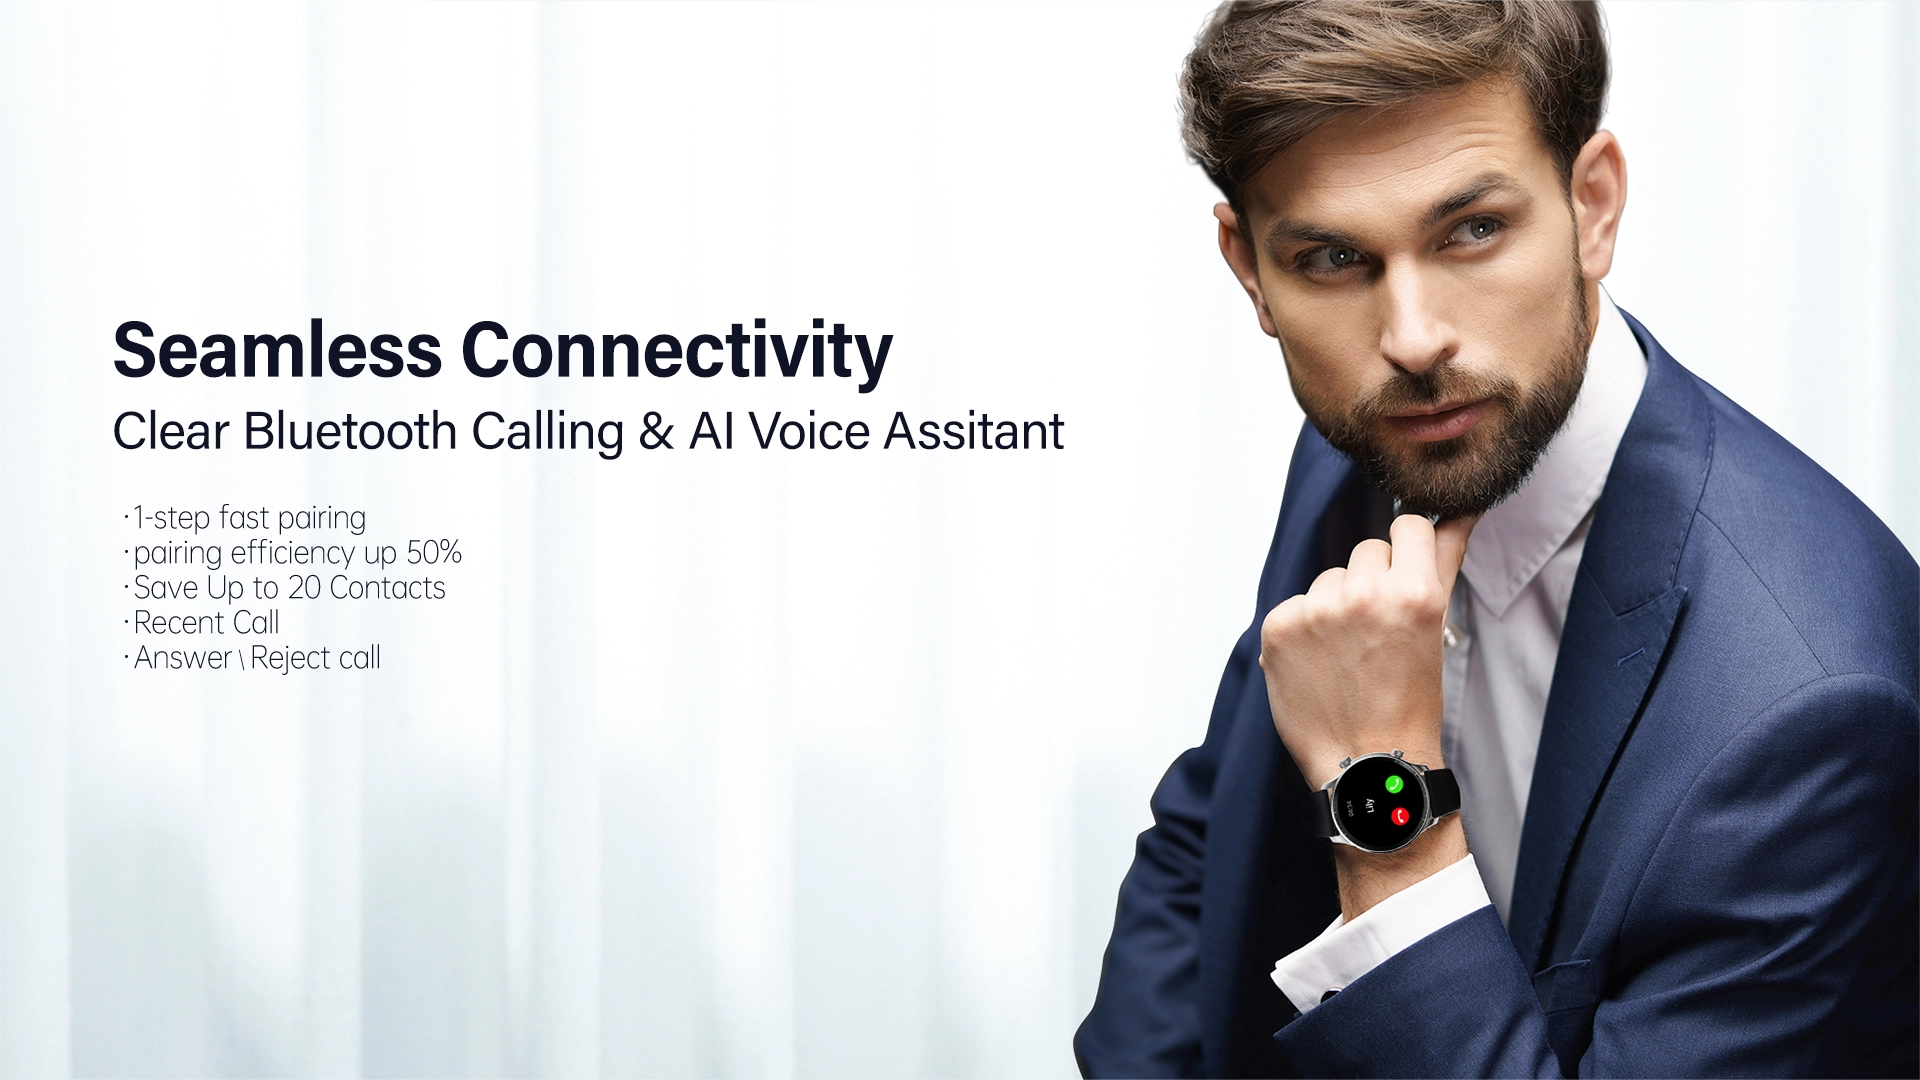 Seamless Connectivity
Clear Bluetooth Calling & AI Voice Assitant
·1-step fast pairing
·pairing efficiency up 50%
·Save Up to 20 Contacts
·Recent Call
·Answer \ Reject call
Lily